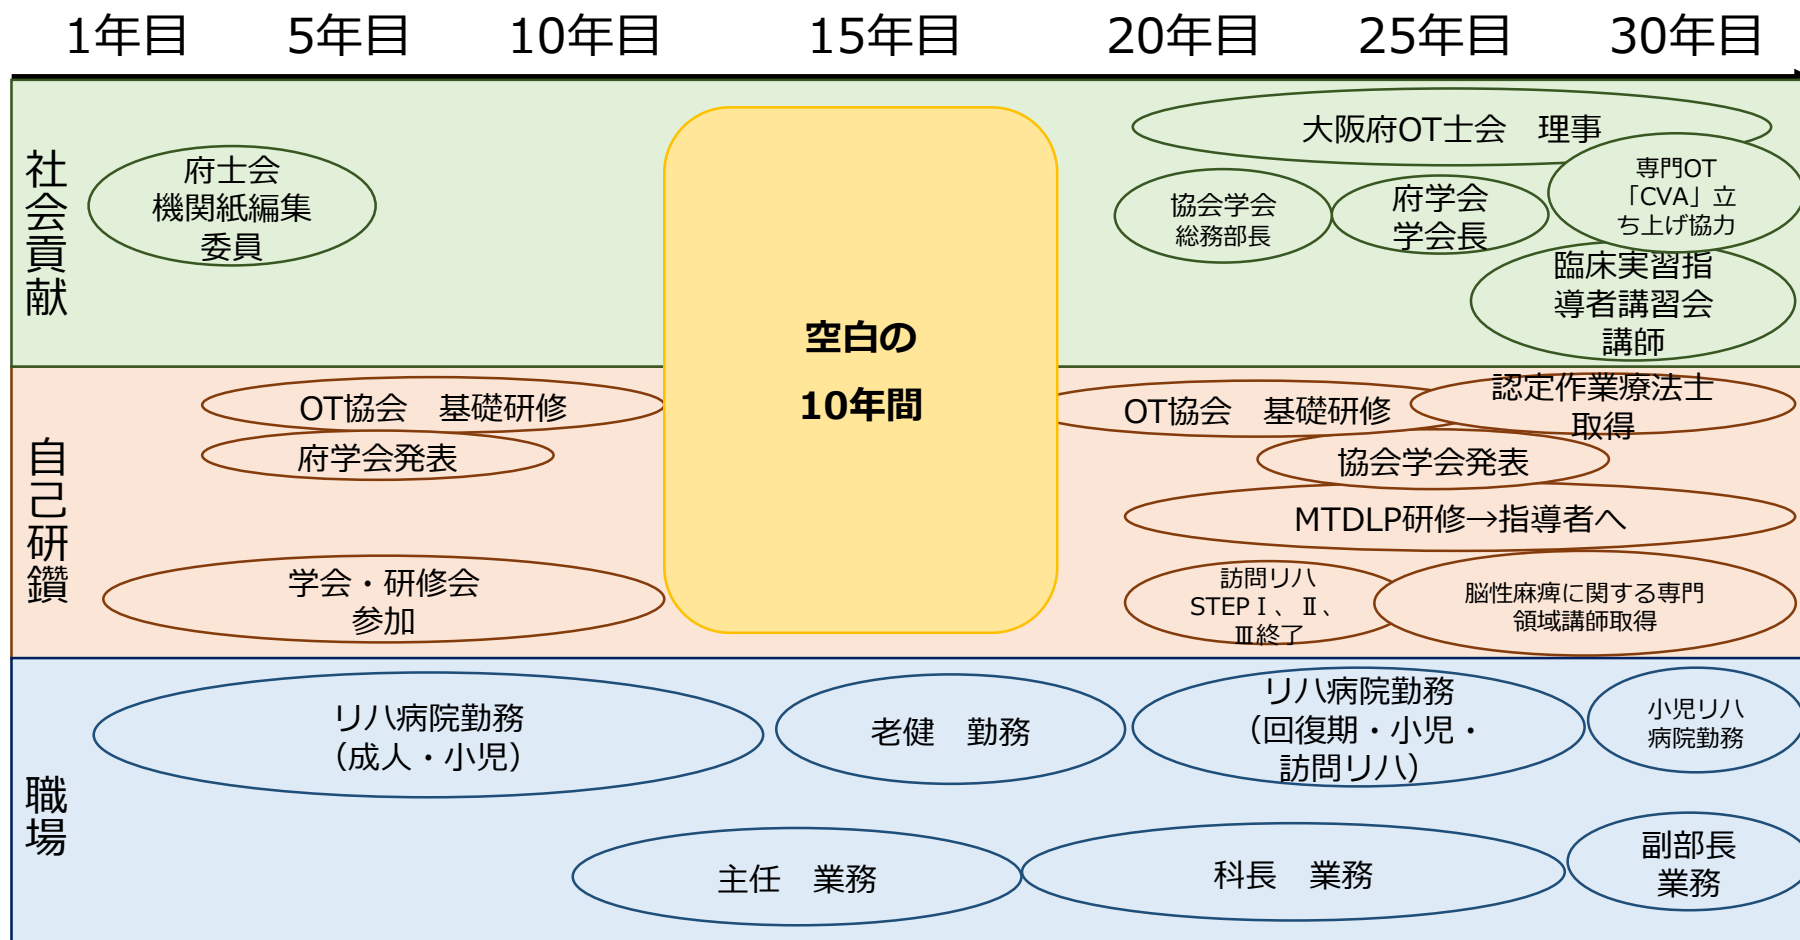 1年目 5年目 10年目 15年目 20年目 25年目 30年目
社会貢献
府士会
機関紙編集
委員
大阪府OT士会 理事
協会学会
総務部長
府学会
学会長
専門OT
「CVA」立
ち上げ協力
臨床実習指
導者講習会
講師
空白の
10年間
自己研鑽
OT協会 基礎研修
府学会発表
学会・研修会
参加
OT協会 基礎研修
認定作業療法士
取得
協会学会発表
MTDLP研修→指導者へ
訪問リハ
STEPⅠ、Ⅱ、
Ⅲ終了
脳性麻痺に関する専門
領域講師取得
職場
リハ病院勤務
（成人・小児）
老健 勤務
リハ病院勤務
（回復期・小児・
訪問リハ）
小児リハ
病院勤務
主任 業務
科長 業務
副部長
業務